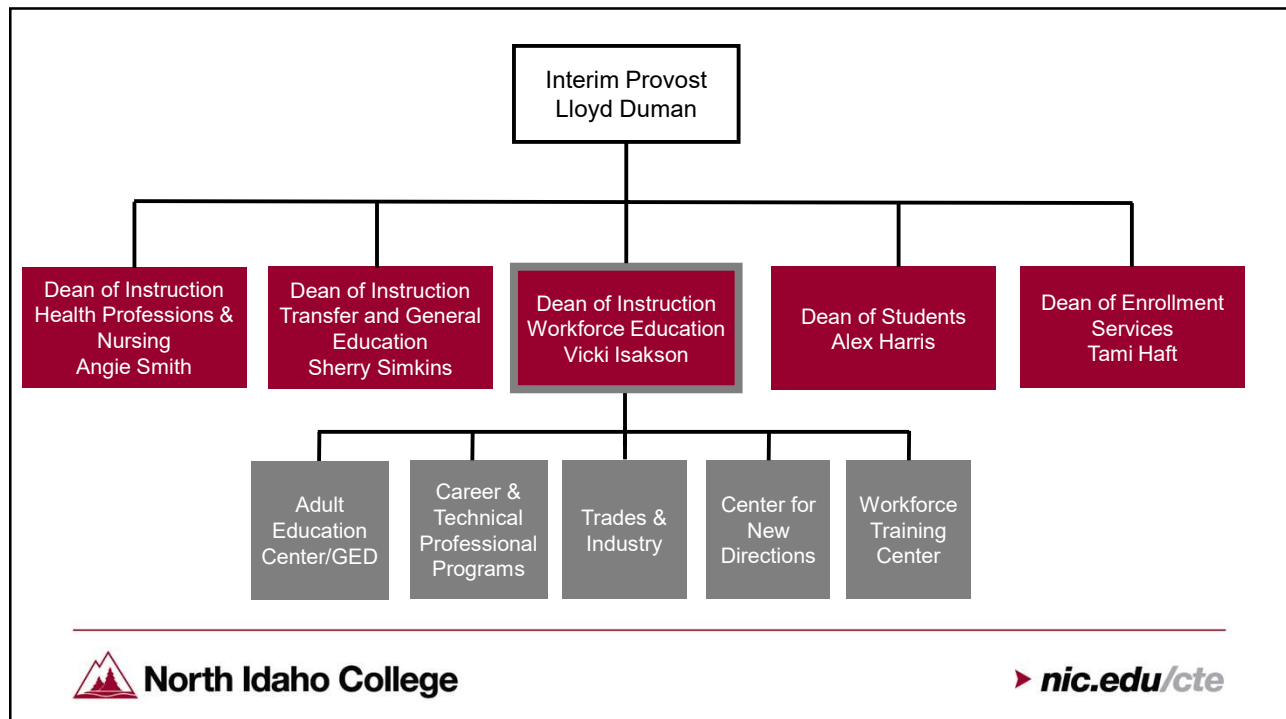 Interim Provost
Lloyd Duman
Dean of Instruction
Health Professions &
Nursing
Angie Smith
Dean of Instruction
Transfer and General
Education
Sherry Simkins
Dean of Instruction
Workforce Education
Vicki Isakson
Dean of Students
Alex Harris
Dean of Enrollment
Services
Tami Haft
Adult
Education
Center/GED
Career &
Technical
Professional
Programs
Trades &
Industry
Center for
New
Directions
Workforce
Training
Center
North Idaho College
nic.edu/cte